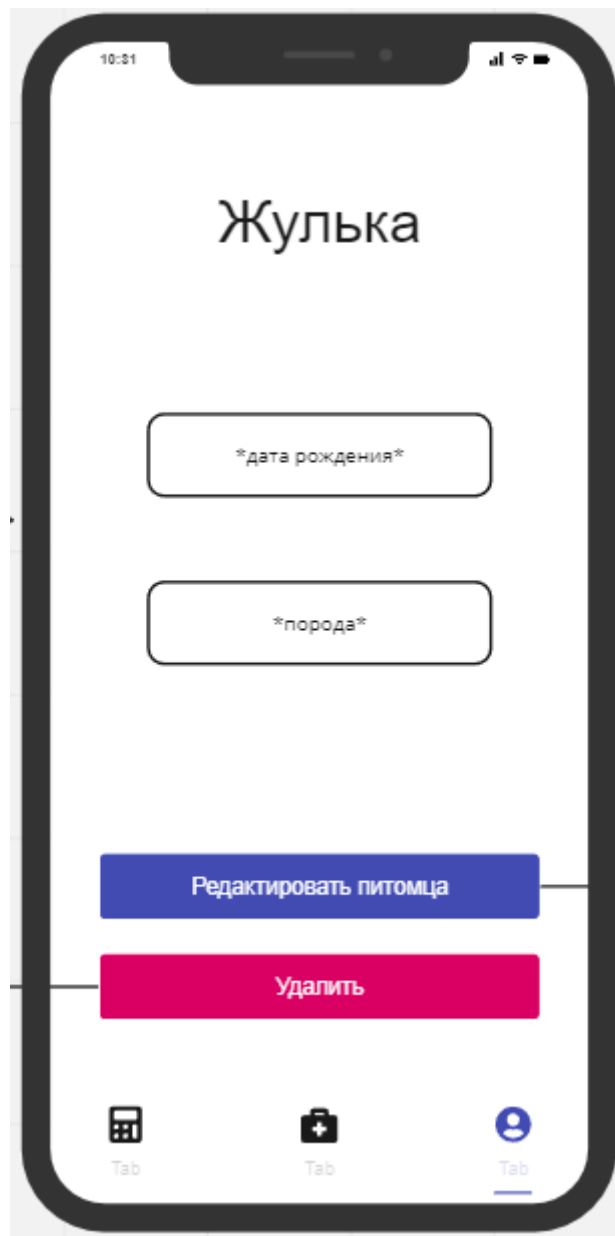 10:31
Жулька
*дата рождения*
*порода*
Редактировать питомца
Удалить
Tab Tab Tab